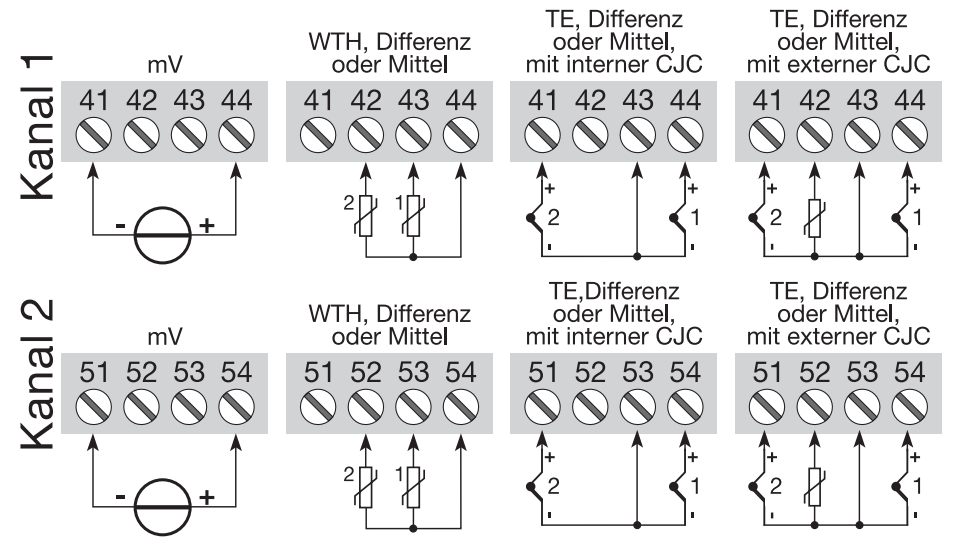 Kanal 1
mV
41 42 43 44
- +
WTH, Differenz
oder Mittel
41 42 43 44
2 1
TE, Differenz
oder Mittel,
mit interner CJC
41 42 43 44
+ +
2 1
- -
TE, Differenz
oder Mittel,
mit externer CJC
41 42 43 44
+ +
2 1
- -
Kanal 2
mV
51 52 53 54
- +
WTH, Differenz
oder Mittel
51 52 53 54
2 1
TE,Differenz
oder Mittel,
mit interner CJC
51 52 53 54
+ +
2 1
- -
TE, Differenz
oder Mittel,
mit externer CJC
51 52 53 54
+ +
2 1
- -